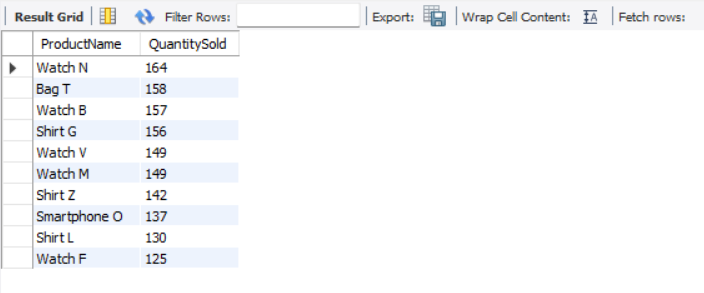 Result Grid Filter Rows: Export: Wrap Cell Content: IA Fetch rows:
ProductName QuantitySold
Watch N 164
Bag T 158
Watch B 157
Shirt G 156
Watch V 149
Watch M 149
Shirt Z 142
Smartphone O 137
Shirt L 130
Watch F 125